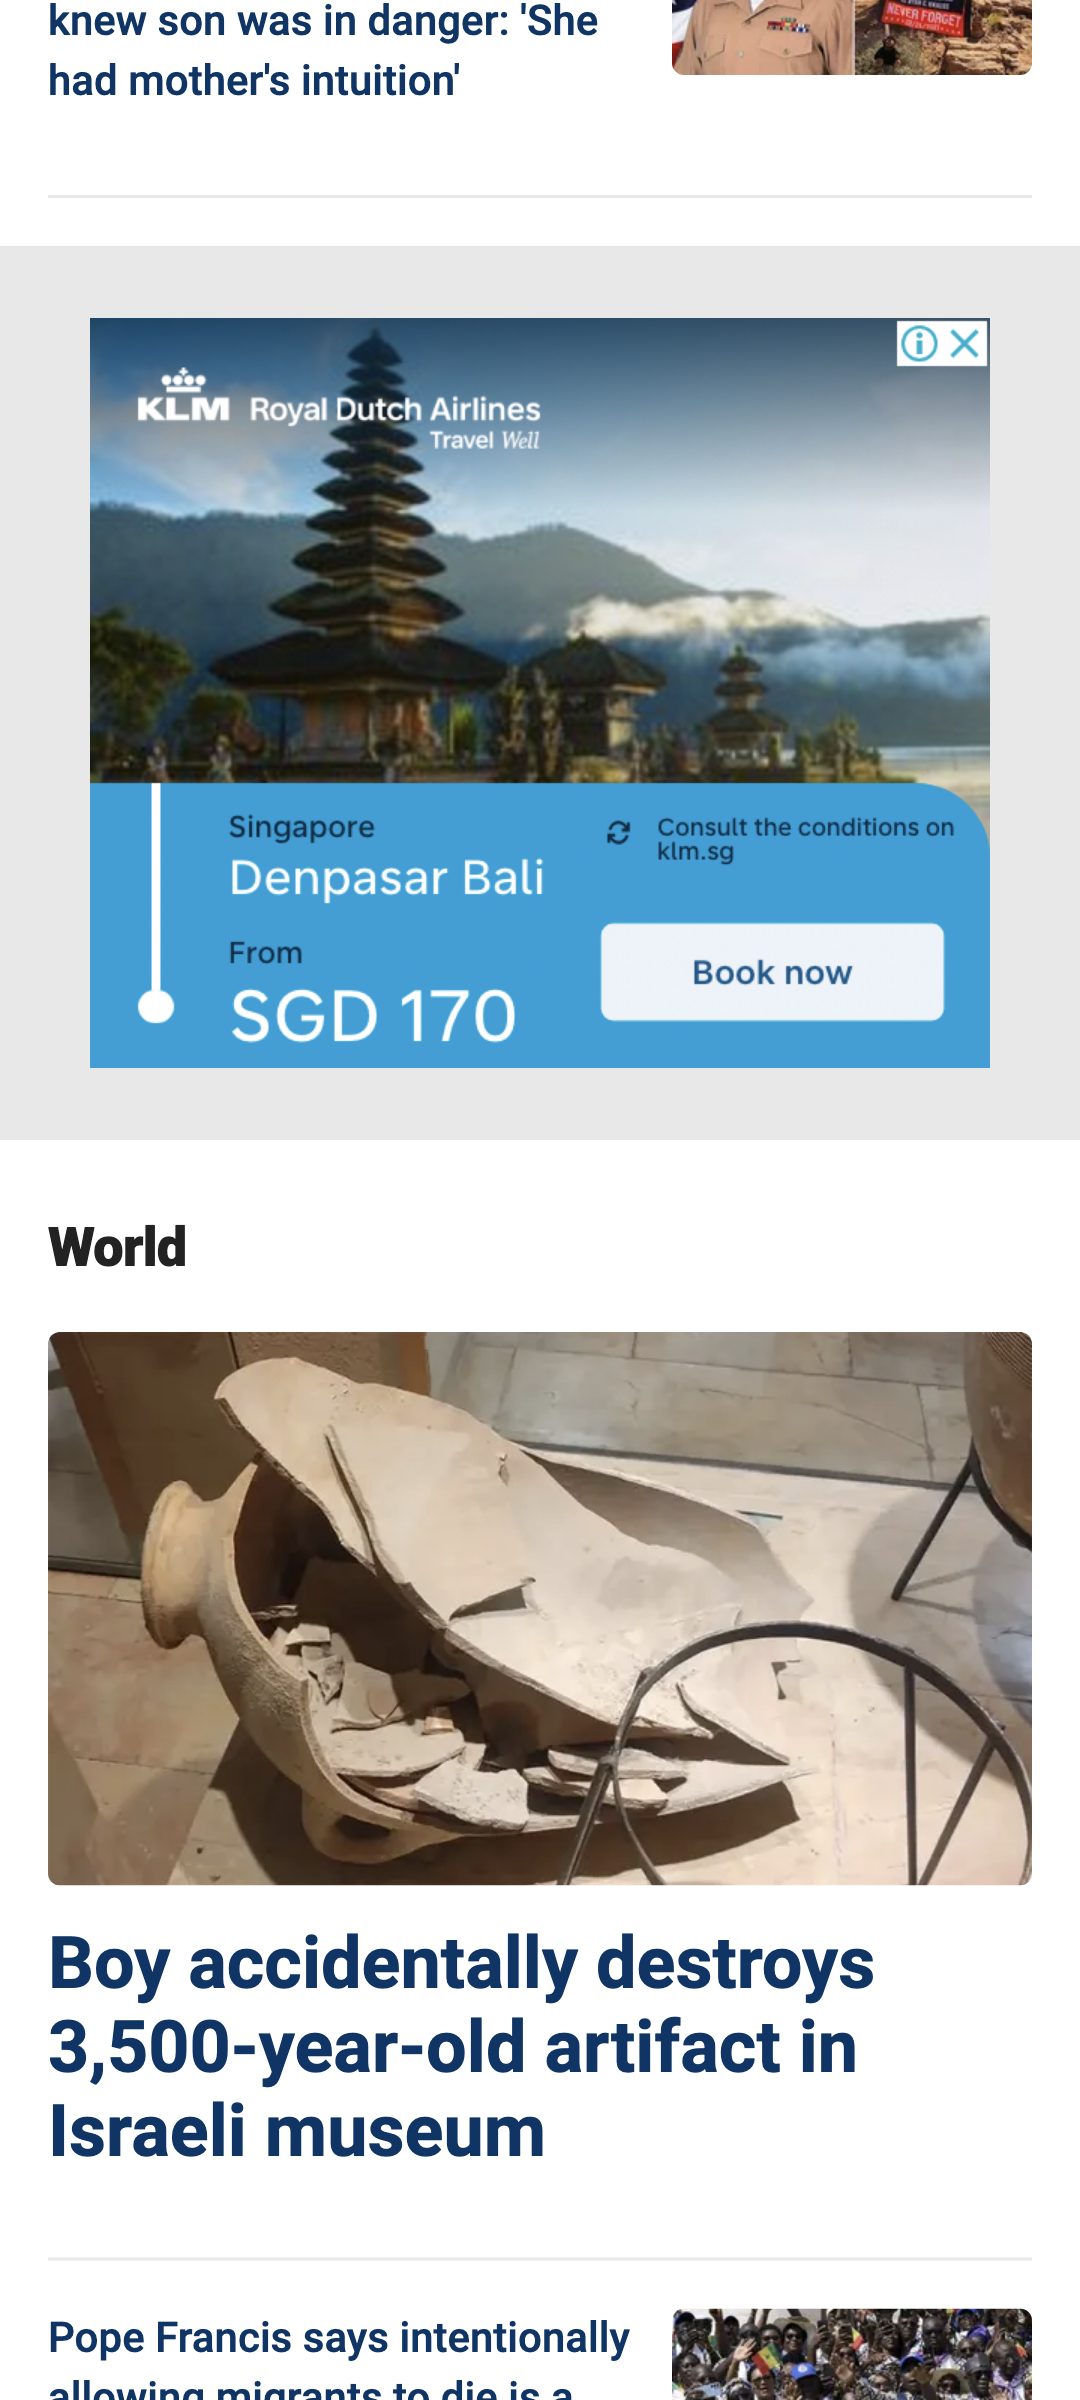 knew son was in danger: 'She
had mother's intuition'
NEVER FORGET
KLM Royal Dutch Airlines
Travel Well
Singapore
Denpasar Bali
From
SGD 170
Consult the conditions on
klm.sg
Book now
World
Boy accidentally destroys
3,500-year-old artifact in
Israeli museum
Pope Francis says intentionally
allowing migrants to die is a